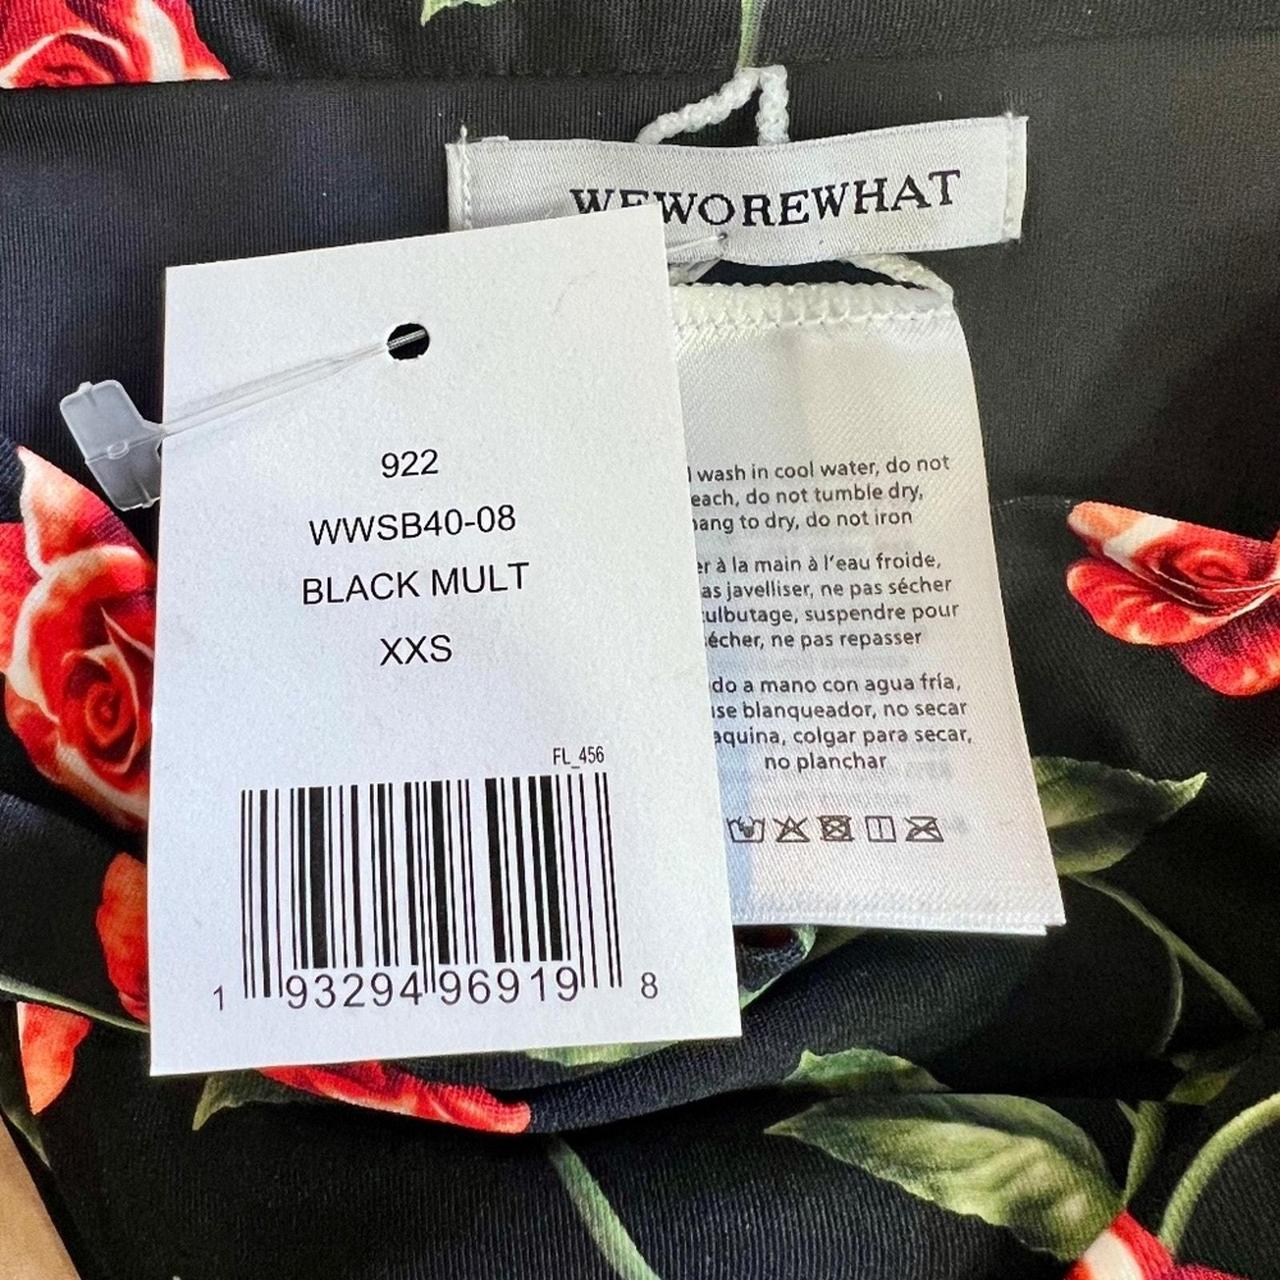 WEWOREWHAT
922
WWSB40-08
BLACK MULT
XXS
FL_456
1 93294 96919 8
wash in cool water, do not
each, do not tumble dry,
hang to dry, do not iron
er à la main à l'eau froide,
as javelliser, ne pas sécher
culbutage, suspendre pour
sécher, ne pas repasser
do a mano con agua fría,
use blanqueador, no secar
aquina, colgar para secar,
no planchar